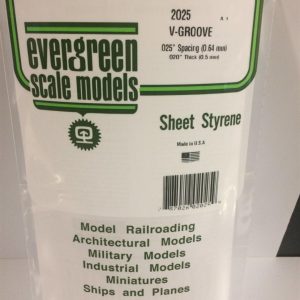 2025
V-GROOVE
.025" Spacing (0.64 mm)
.020" Thick (0.5 mm)
evergreen
scale models
Sheet Styrene
Made in U.S.A
Model Railroading
Architectural Models
Military Models
Industrial Models
Miniatures
Ships and Planes